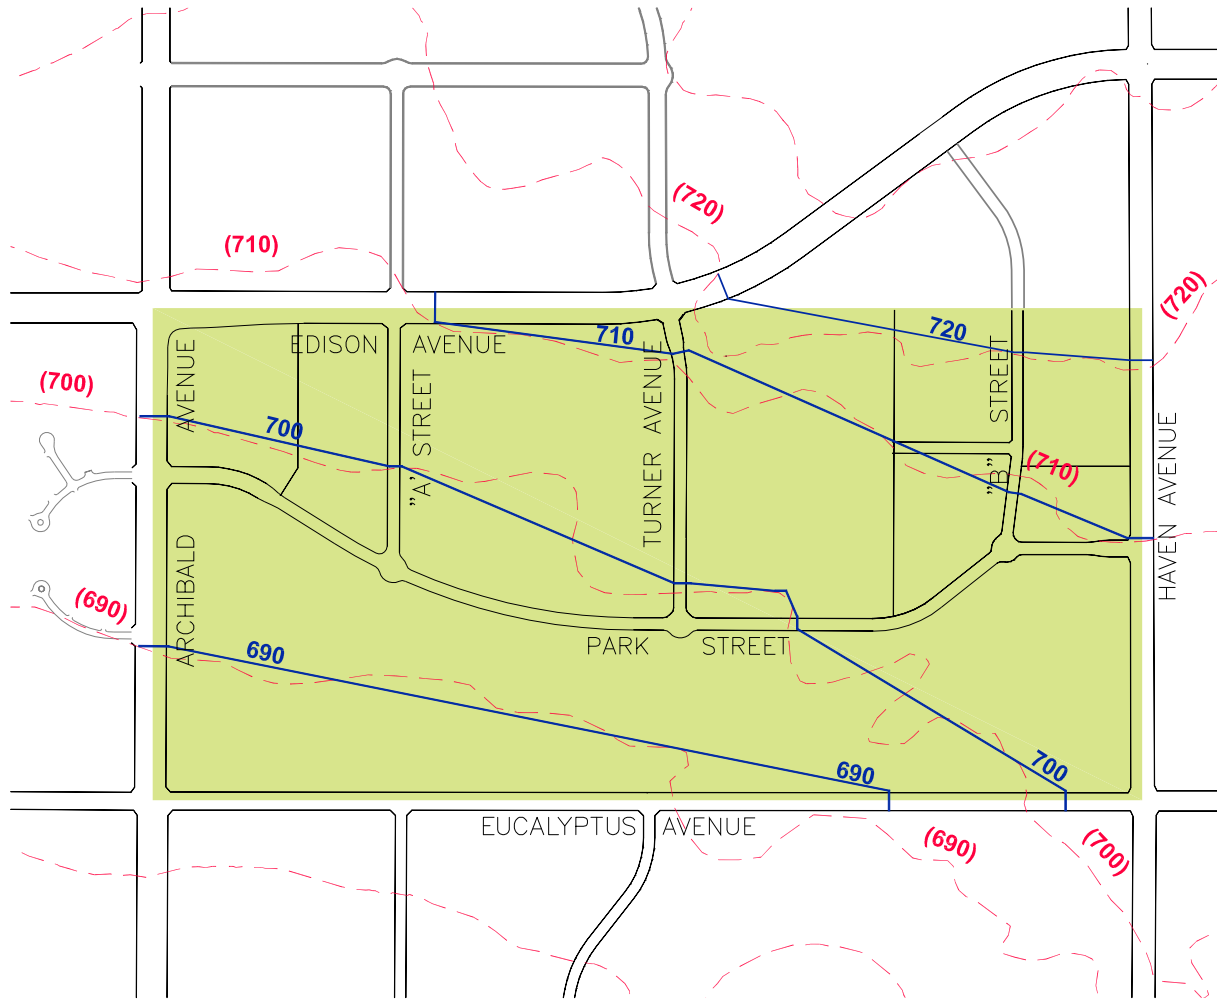 (720)
(710)
(720)
710
720
EDISON AVENUE
(700)
AVENUE
STREET
"A"
TURNER AVENUE
STREET
"B"
700
(710)
HAVEN AVENUE
(690)
ARCHIBALD
690
PARK STREET
690
700
EUCALYPTUS AVENUE
(690)
(700)